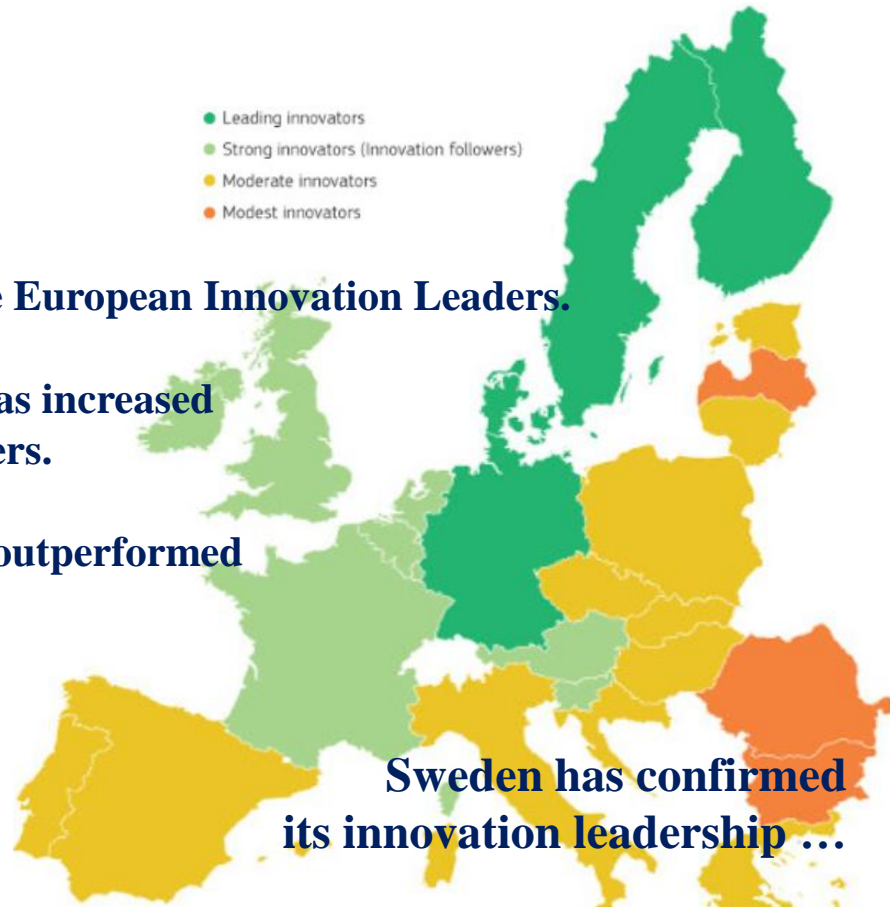 Leading innovators
Strong innovators (Innovation followers)
Moderate innovators
Modest innovators
e European Innovation Leaders.
as increased
ers.
outperformed
Sweden has confirmed
its innovation leadership …